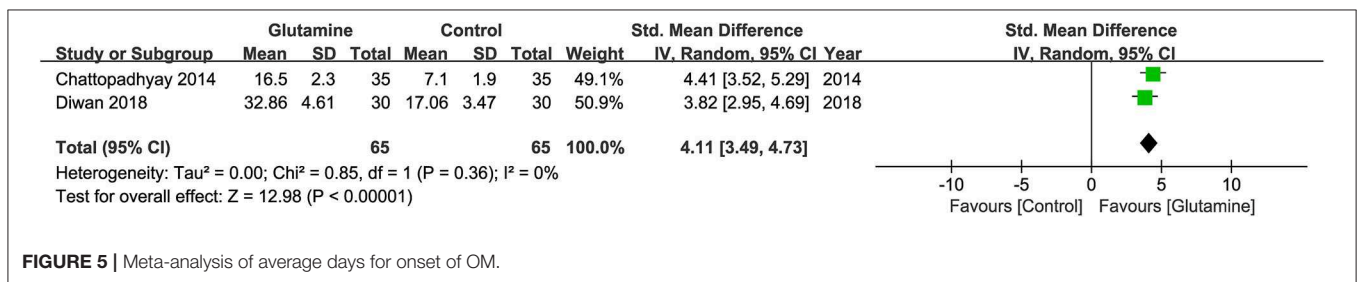 Glutamine Control Std. Mean Difference Std. Mean Difference
Study or Subgroup Mean SD Total Mean SD Total Weight IV, Random, 95% CI Year IV, Random, 95% CI
Chattopadhyay 2014 16.5 2.3 35 7.1 1.9 35 49.1% 4.41 [3.52, 5.29] 2014
Diwan 2018 32.86 4.61 30 17.06 3.47 30 50.9% 3.82 [2.95, 4.69] 2018
Total (95% CI) 65 65 100.0% 4.11 [3.49, 4.73]
Heterogeneity: Tau² = 0.00; Chi² = 0.85, df = 1 (P = 0.36); I² = 0%
Test for overall effect: Z = 12.98 (P < 0.00001)
-10 -5 0 5 10
Favours [Control] Favours [Glutamine]
FIGURE 5 | Meta-analysis of average days for onset of OM.